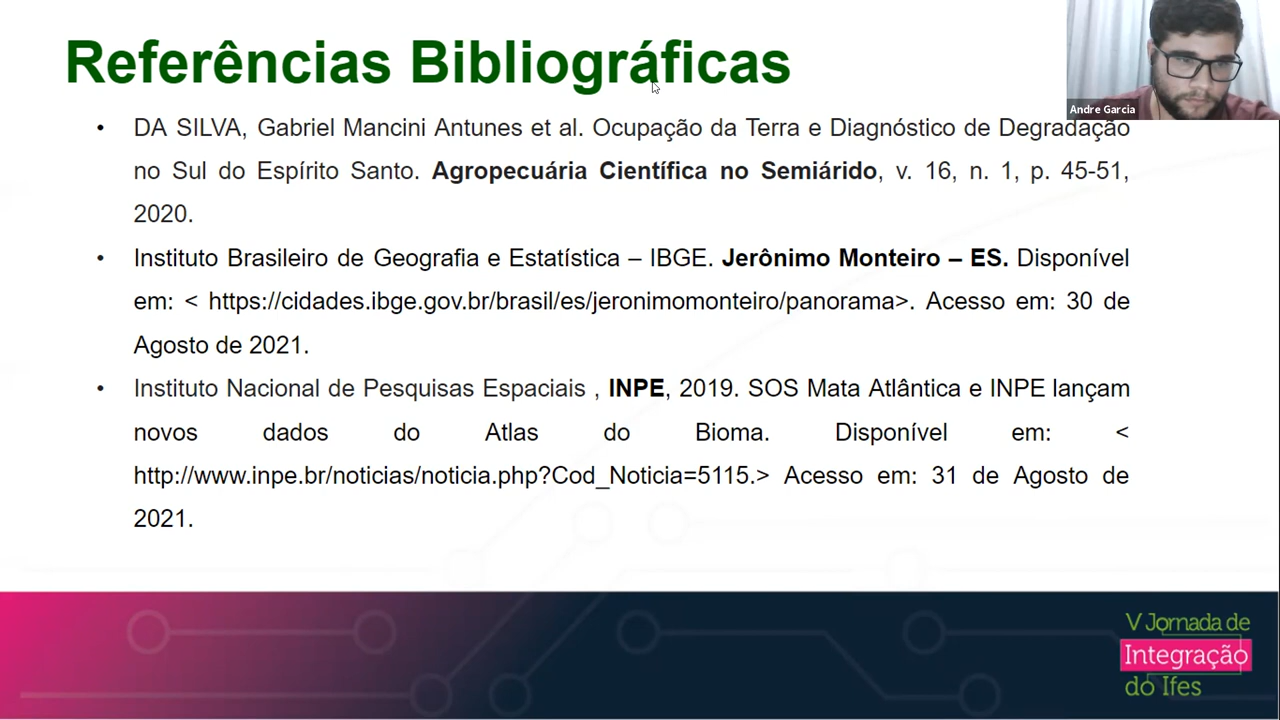 Referências Bibliográficas
Andre Garcia
• DA SILVA, Gabriel Mancini Antunes et al. Ocupação da Terra e Diagnóstico de Degradação
no Sul do Espírito Santo. Agropecuária Científica no Semiárido, v. 16, n. 1, p. 45-51,
2020.
• Instituto Brasileiro de Geografia e Estatística – IBGE. Jerônimo Monteiro – ES. Disponível
em: < https://cidades.ibge.gov.br/brasil/es/jeronimomonteiro/panorama>. Acesso em: 30 de
Agosto de 2021.
• Instituto Nacional de Pesquisas Espaciais , INPE, 2019. SOS Mata Atlântica e INPE lançam
novos dados do Atlas do Bioma. Disponível em: <
http://www.inpe.br/noticias/noticia.php?Cod_Noticia=5115.> Acesso em: 31 de Agosto de
2021.
V Jornada de
Integração
do Ifes